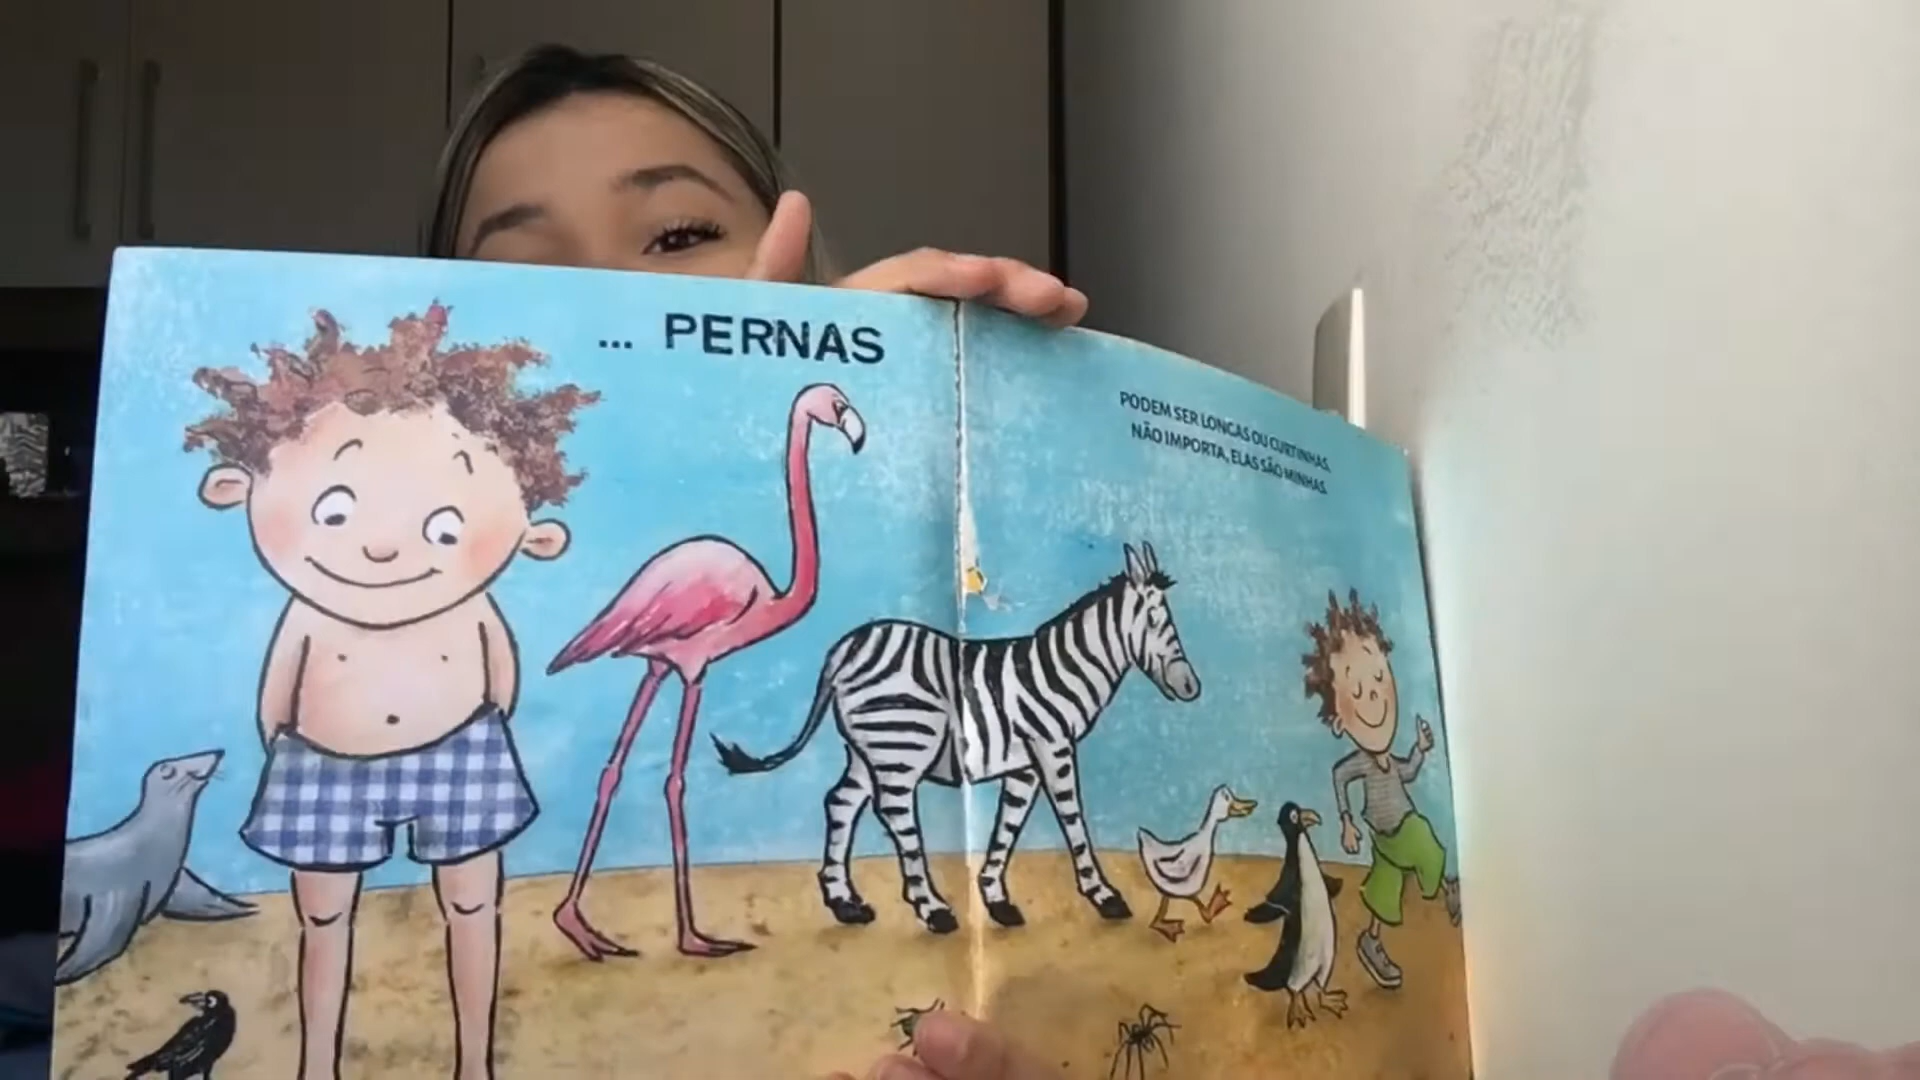 ... PERNAS
PODEM SER LONGAS OU CURTINHAS,
NÃO IMPORTA, ELAS SÃO MINHAS.